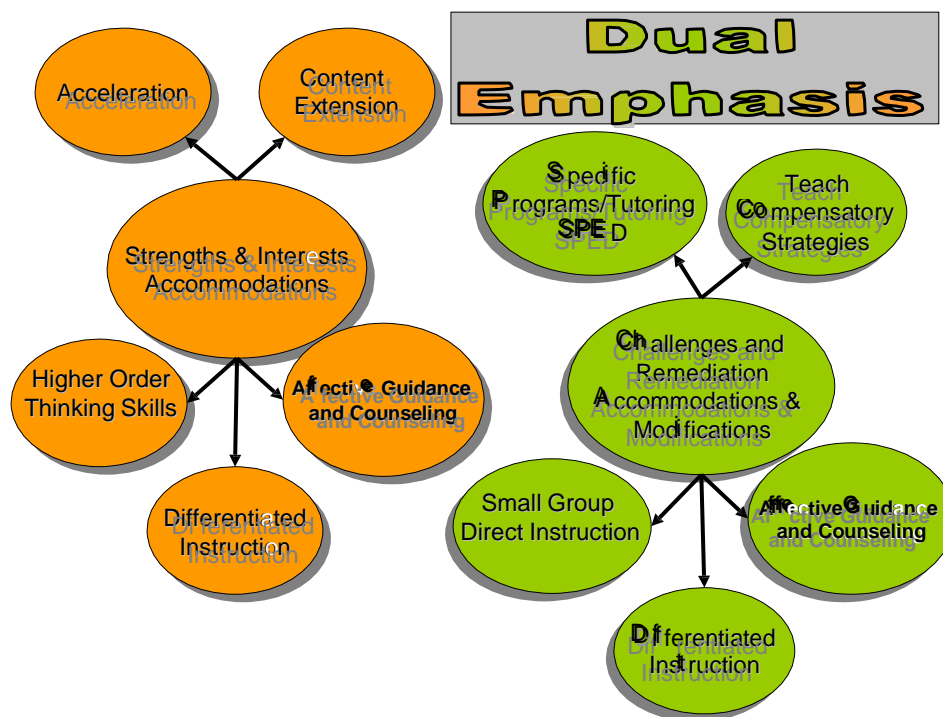 Dual
Emphasis
Acceleration
Content
Extension
Strengths & Interests
Accommodations
Higher Order
Thinking Skills
Affective Guidance
and Counseling
Differentiated
Instruction
Specific
Programs/Tutoring
SPED
Teach
Compensatory
Strategies
Challenges and
Remediation
Accommodations &
Modifications
Small Group
Direct Instruction
Affective Guidance
and Counseling
Differentiated
Instruction